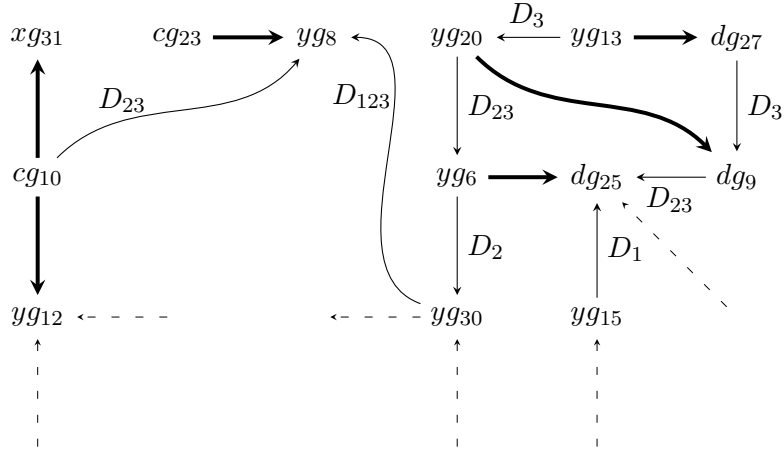 xg₃₁ cg₂₃ yg₈ yg₂₀ D₃ yg₁₃ dg₂₇
D₂₃ D₁₂₃ D₂₃ D₃
cg₁₀ yg₆ dg₂₅ D₂₃ dg₉
D₂ D₁
yg₁₂ yg₃₀ yg₁₅